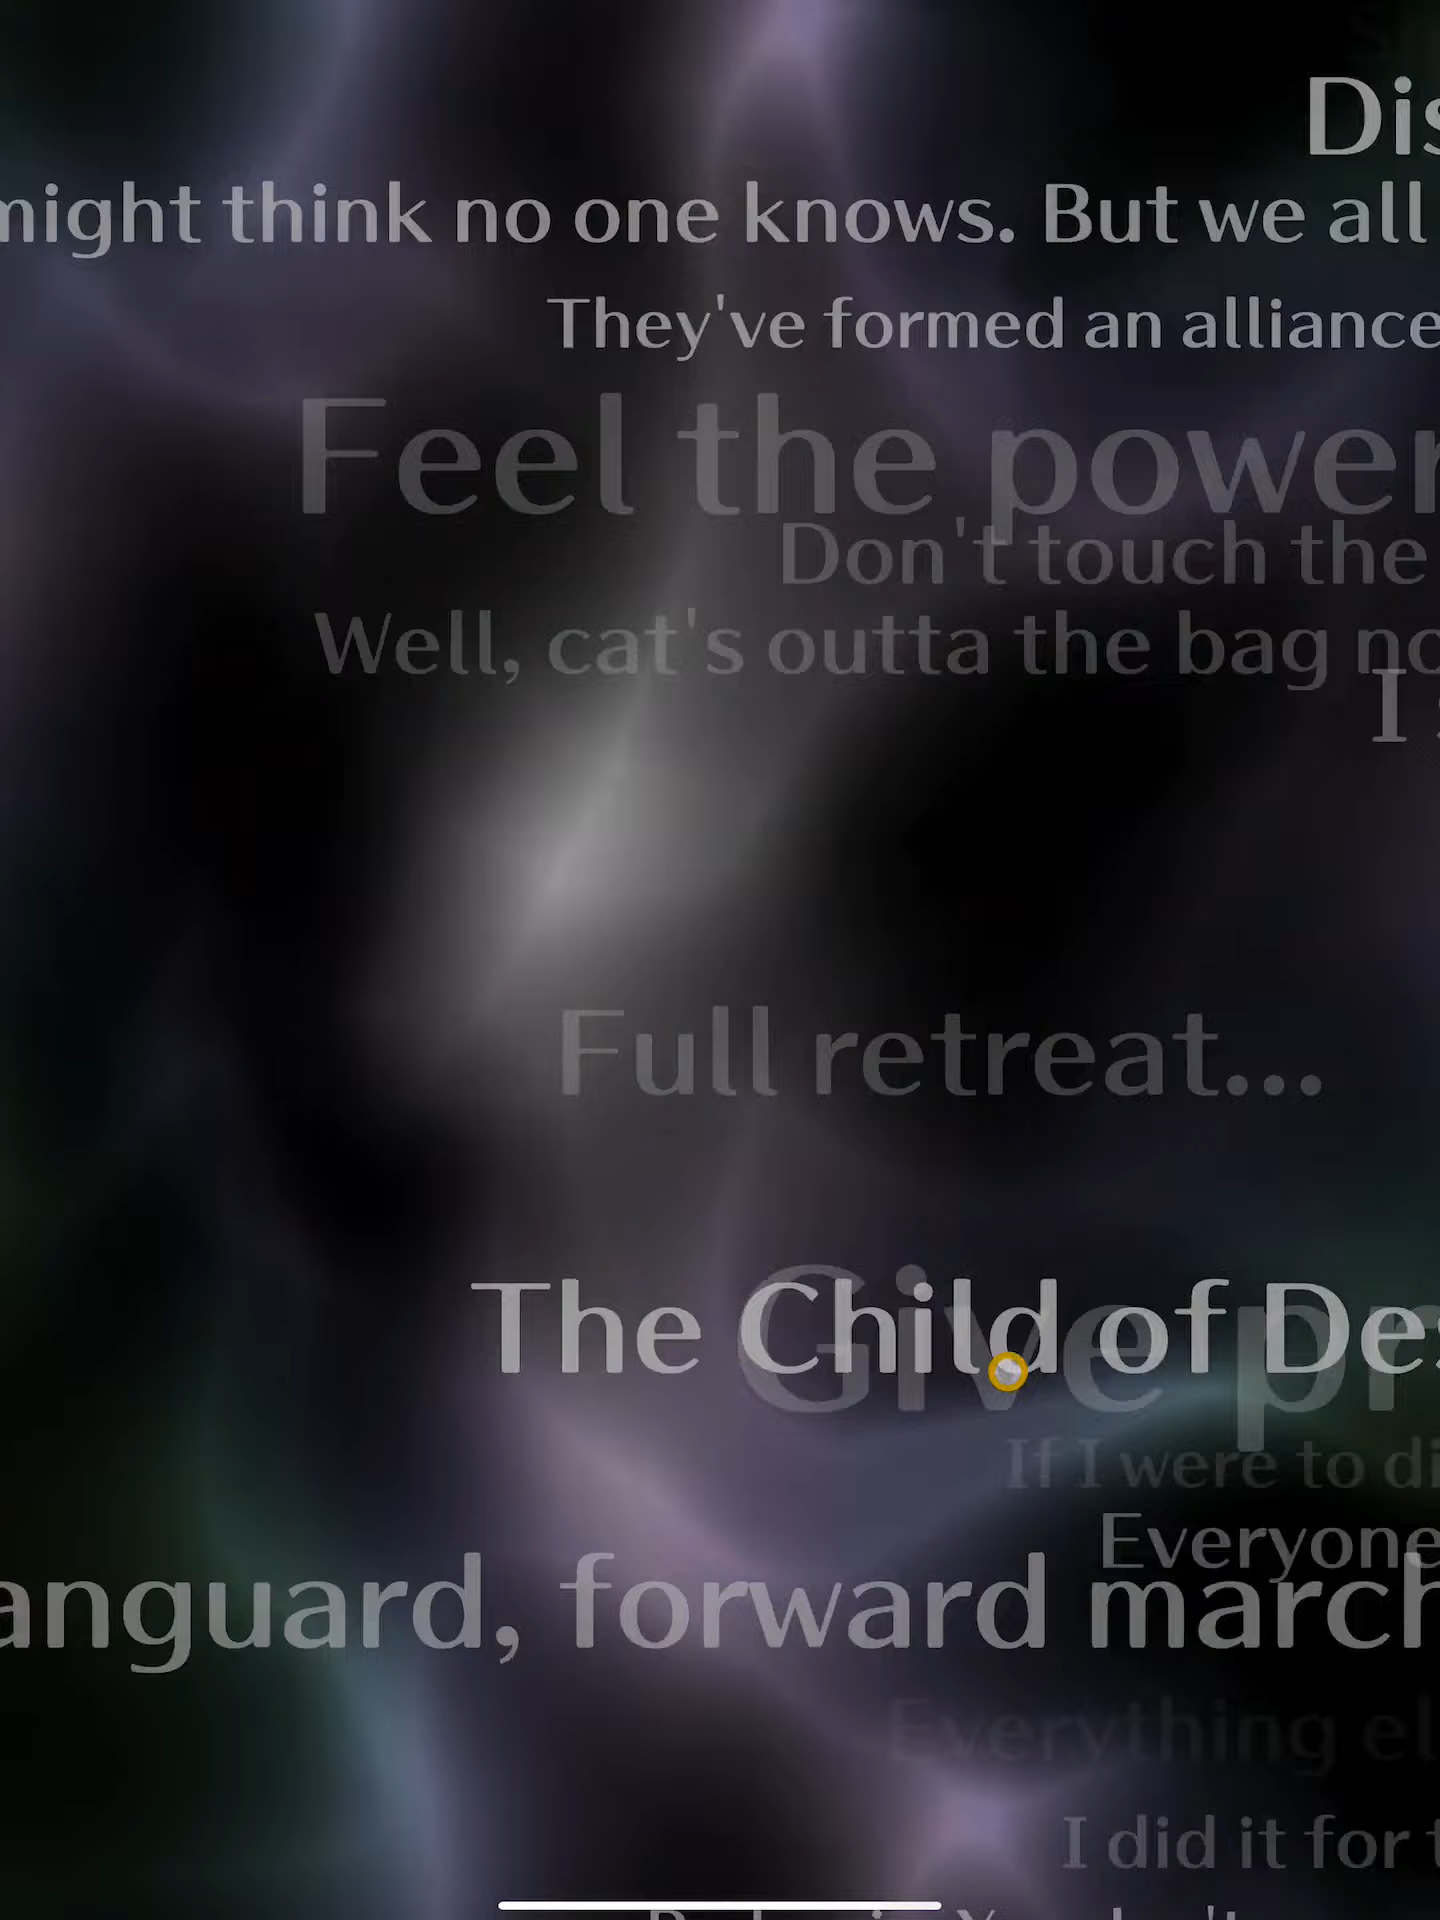 Dis
might think no one knows. But we all
They've formed an alliance
Feel the power
Don't touch the
Well, cat's outta the bag no
I
Full retreat...
The Child of Des
Give pr
If I were to di
Everyone
anguard, forward march
Everything el
I did it for t